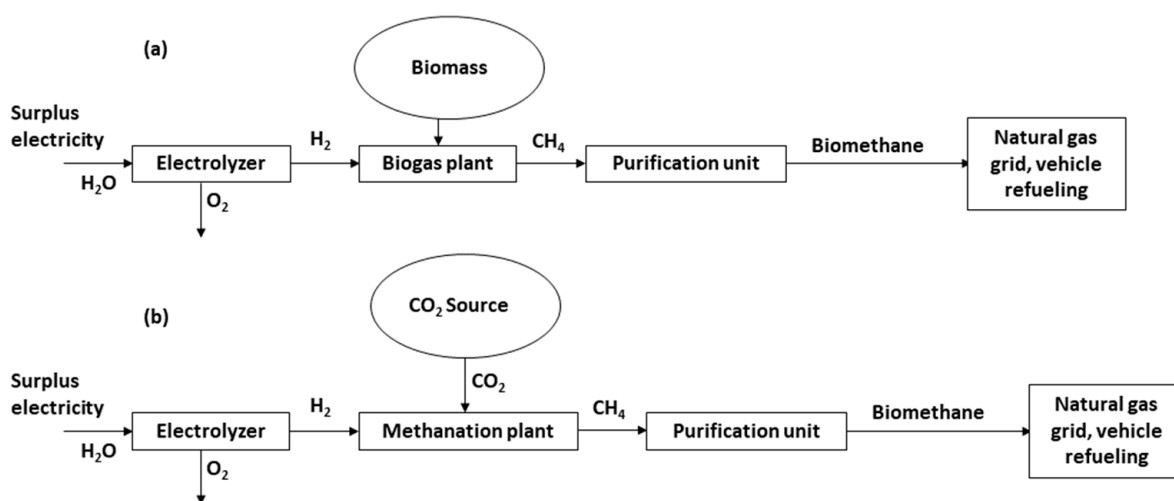 (a)
Biomass
Surplus
electricity
H₂O
Electrolyzer
O₂
H₂
Biogas plant
CH₄
Purification unit
Biomethane
Natural gas
grid, vehicle
refueling
(b)
CO₂ Source
CO₂
Surplus
electricity
H₂O
Electrolyzer
O₂
H₂
Methanation plant
CH₄
Purification unit
Biomethane
Natural gas
grid, vehicle
refueling